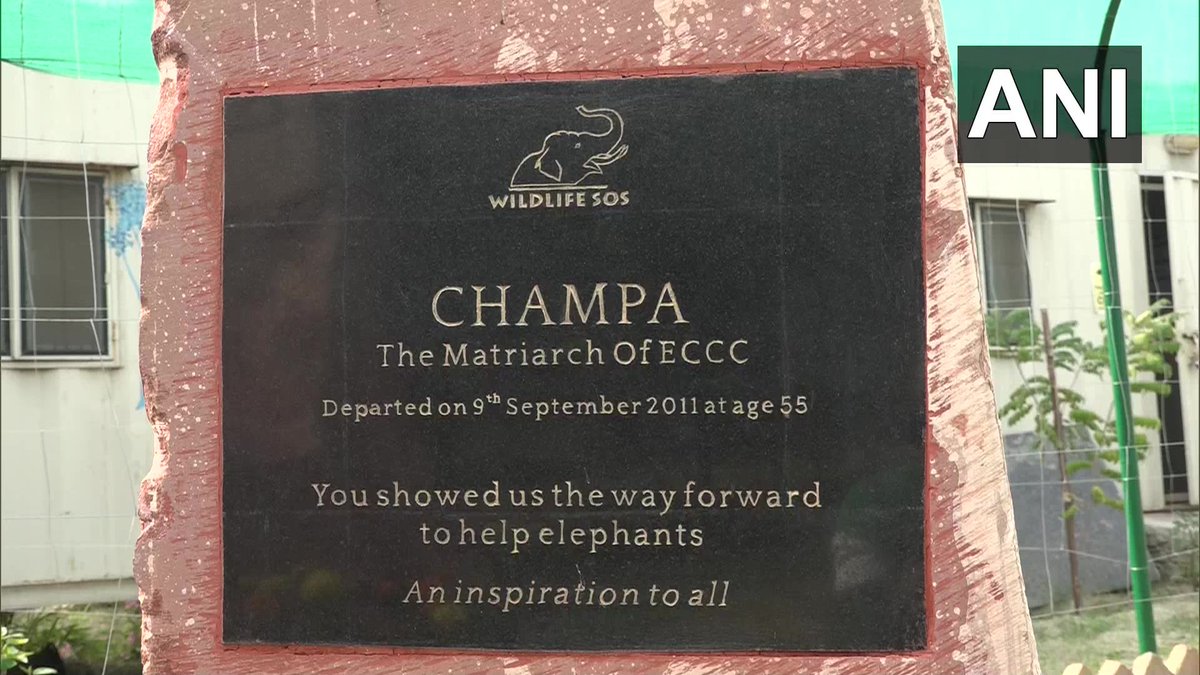 ANI
WILDLIFE SOS
CHAMPA
The Matriarch Of ECCC
Departed on 9th September 2011 at age 55
You showed us the way forward
to help elephants
An inspiration to all